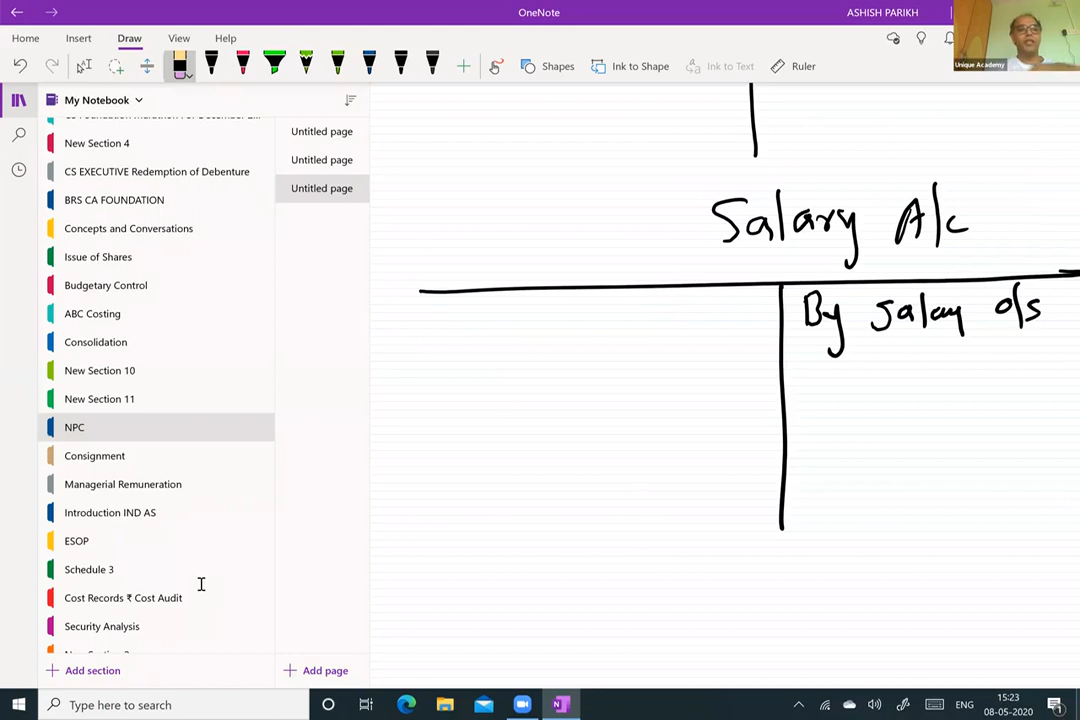 OneNote
ASHISH PARIKH
Home
Insert
Draw
View
Help
Shapes
Ink to Shape
Ink to Text
Ruler
Unique Academy
My Notebook
New Section 4
CS EXECUTIVE Redemption of Debenture
BRS CA FOUNDATION
Concepts and Conversations
Issue of Shares
Budgetary Control
ABC Costing
Consolidation
New Section 10
New Section 11
NPC
Consignment
Managerial Remuneration
Introduction IND AS
ESOP
Schedule 3
Cost Records ₹ Cost Audit
Security Analysis
Add section
Untitled page
Untitled page
Untitled page
Add page
Salary A/c
By salary o/s
Type here to search
ENG
15:23
08-05-2020
1